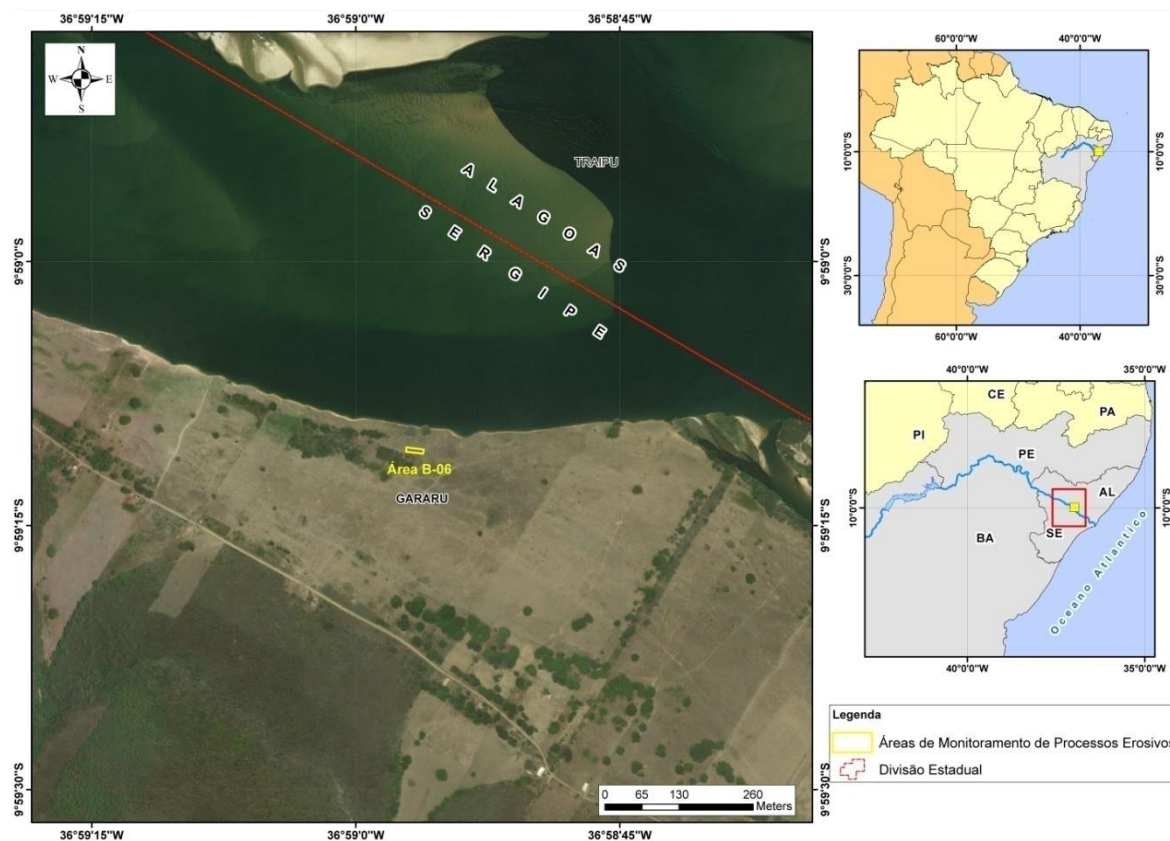 36°59'15"W 36°59'0"W 36°58'45"W
N
W E
S
TRAIPU
ALAGOAS
SERGIPE
9°59'0"S 9°59'0"S
Área B-06
GARARU
9°59'15"S 9°59'15"S
9°59'30"S 9°59'30"S
0 65 130 260
Meters
36°59'15"W 36°59'0"W 36°58'45"W
60°0'0"W 40°0'0"W
10°0'0"S 10°0'0"S
30°0'0"S 30°0'0"S
60°0'0"W 40°0'0"W
40°0'0"W 35°0'0"W
CE
PA
PI
PE
AL
10°0'0"S 10°0'0"S
SE
BA
Oceano Atlantico
40°0'0"W 35°0'0"W
Legenda
Áreas de Monitoramento de Processos Erosivos
Divisão Estadual